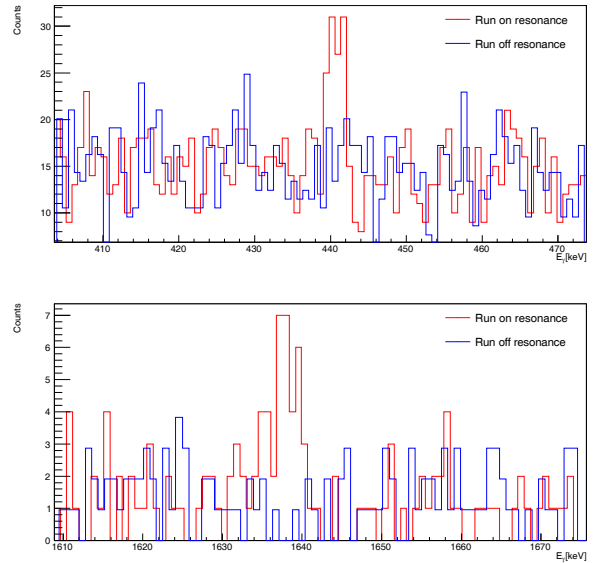 Counts
30
25
20
15
10
Run on resonance
Run off resonance
410 420 430 440 450 460 470
Eγ[keV]
Counts
7
6
5
4
3
2
1
0
Run on resonance
Run off resonance
1610 1620 1630 1640 1650 1660 1670
Eγ[keV]